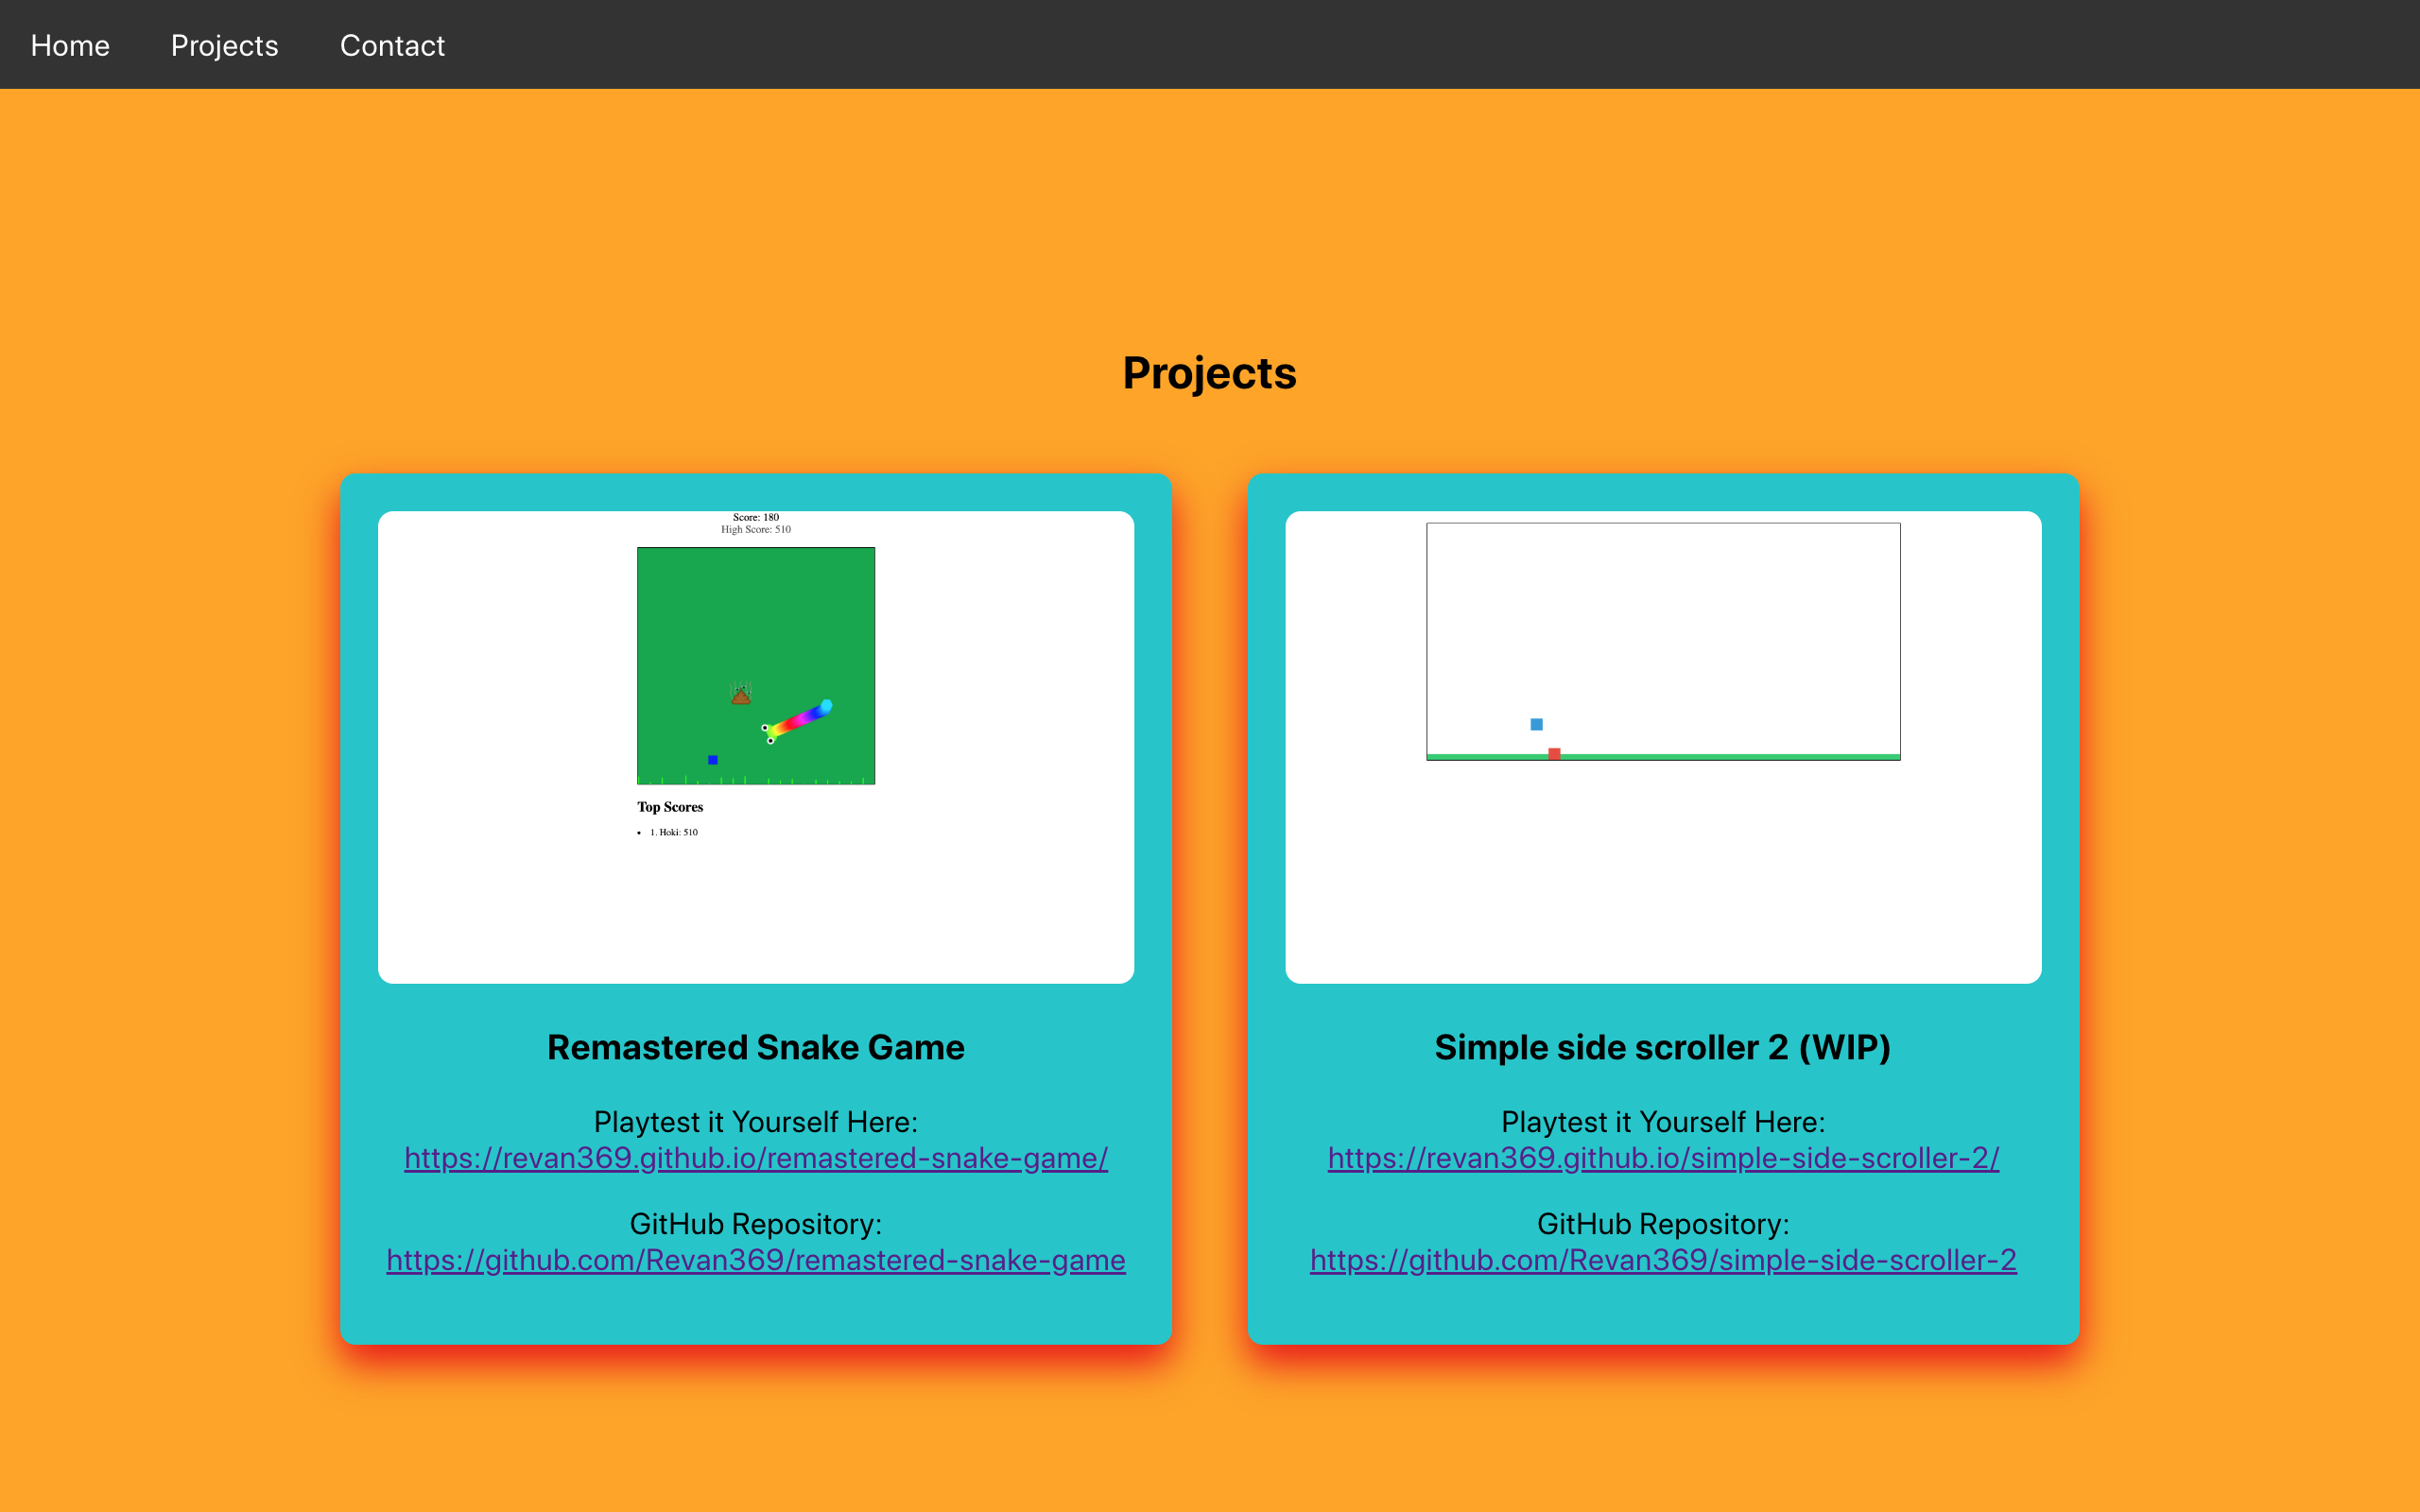 Home Projects Contact
Projects
Score: 180
High Score: 510
Top Scores
• 1. Hoki: 510
Remastered Snake Game
Playtest it Yourself Here:
https://revan369.github.io/remastered-snake-game/
GitHub Repository:
https://github.com/Revan369/remastered-snake-game
Simple side scroller 2 (WIP)
Playtest it Yourself Here:
https://revan369.github.io/simple-side-scroller-2/
GitHub Repository:
https://github.com/Revan369/simple-side-scroller-2